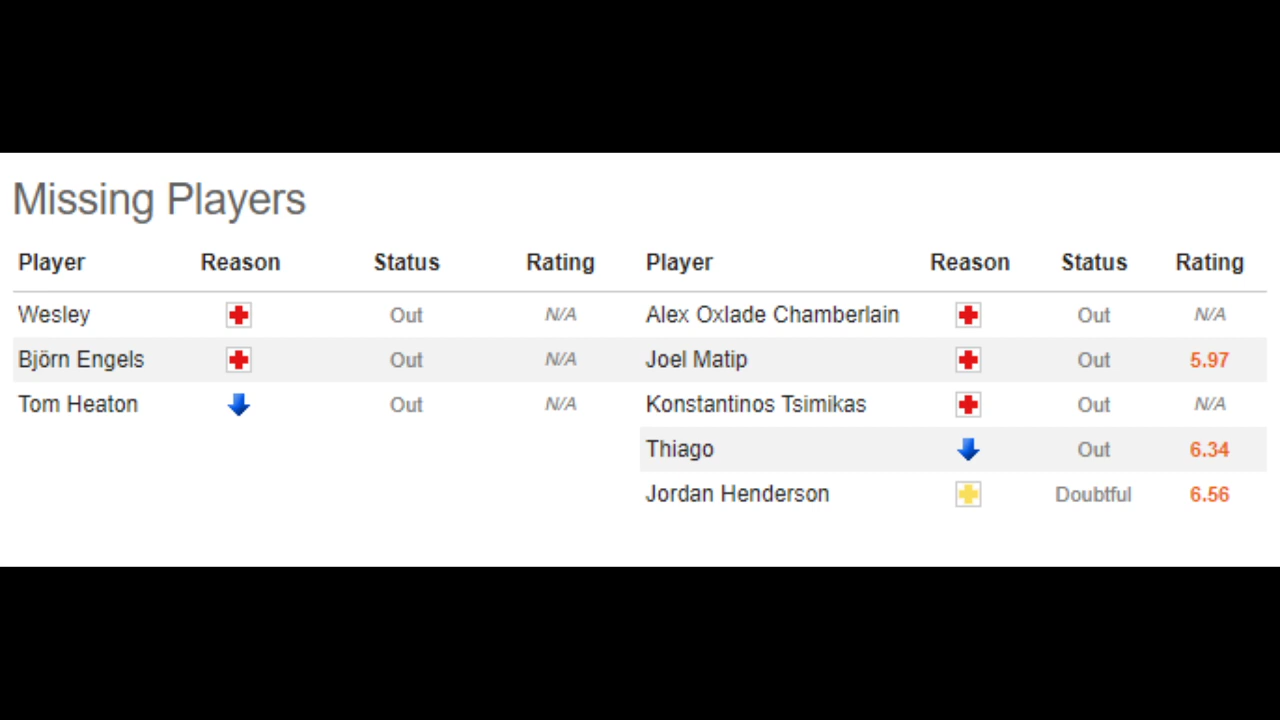 Missing Players
Player Reason Status Rating Player Reason Status Rating
Wesley Out N/A Alex Oxlade Chamberlain Out N/A
Björn Engels Out N/A Joel Matip Out 5.97
Tom Heaton Out N/A Konstantinos Tsimikas Out N/A
Thiago Out 6.34
Jordan Henderson Doubtful 6.56